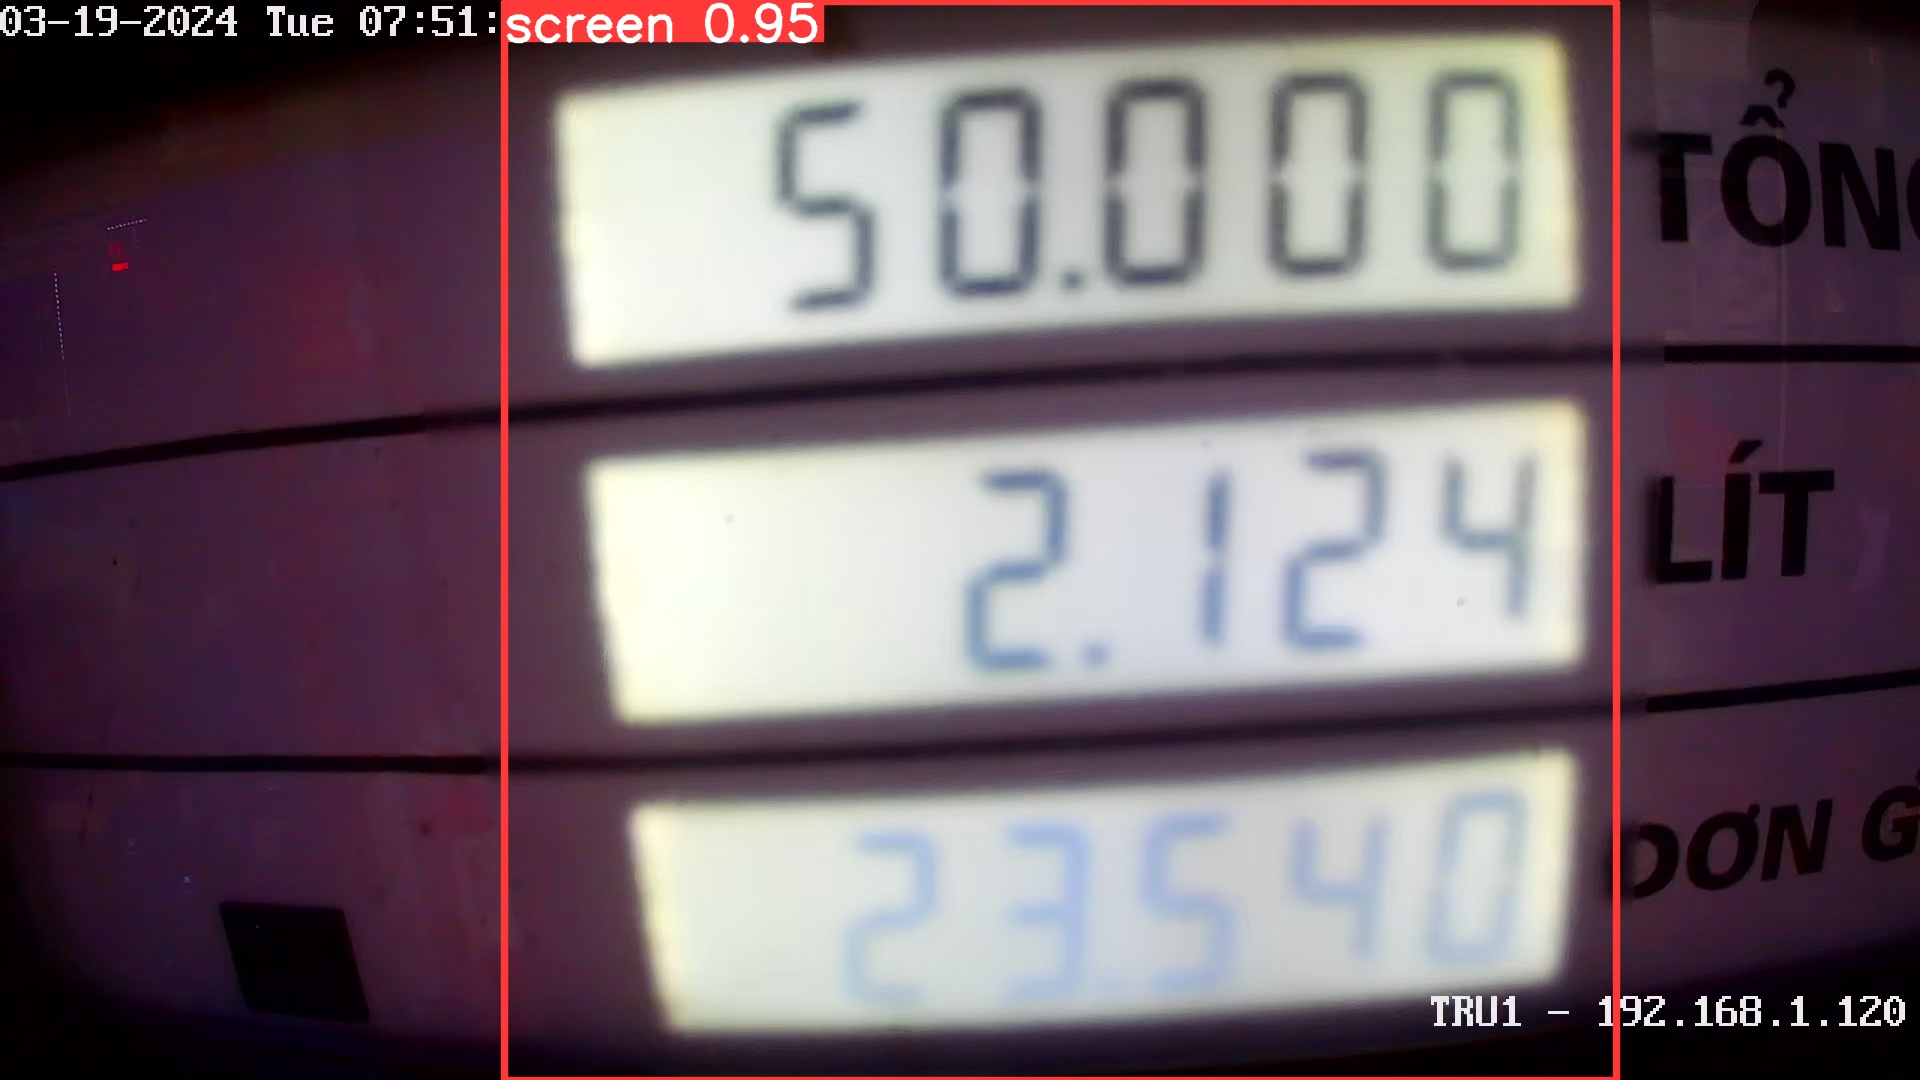 03-19-2024 Tue 07:51:
screen 0.95
50.000
TỔNG
2.124
LÍT
23.540
ĐƠN G
TRU1 - 192.168.1.120